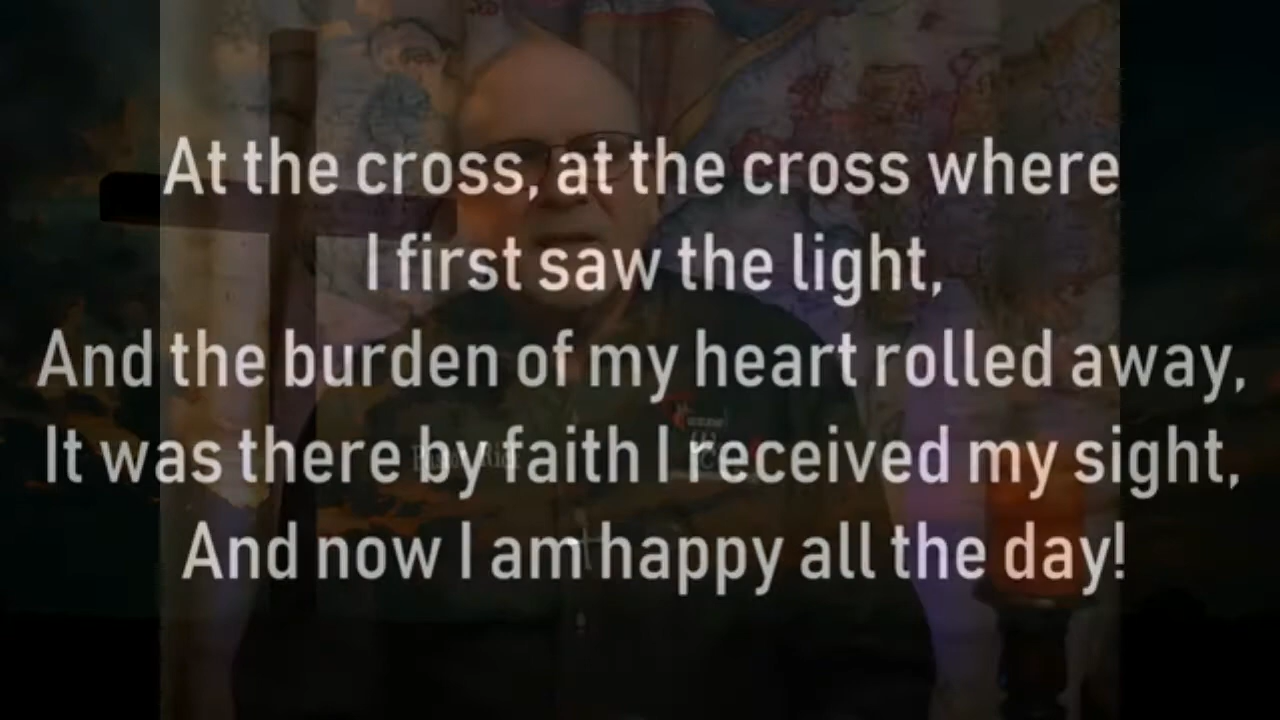 At the cross, at the cross where
I first saw the light,
And the burden of my heart rolled away,
It was there by faith I received my sight,
And now I am happy all the day!